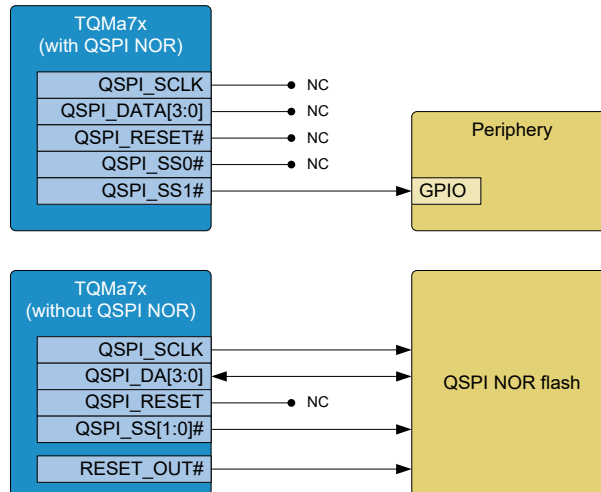 TQMa7x
(with QSPI NOR)
QSPI_SCLK
NC
QSPI_DATA[3:0]
NC
QSPI_RESET#
NC
QSPI_SS0#
NC
QSPI_SS1#
Periphery
GPIO
TQMa7x
(without QSPI NOR)
QSPI_SCLK
QSPI_DA[3:0]
QSPI_RESET
NC
QSPI_SS[1:0]#
RESET_OUT#
QSPI NOR flash